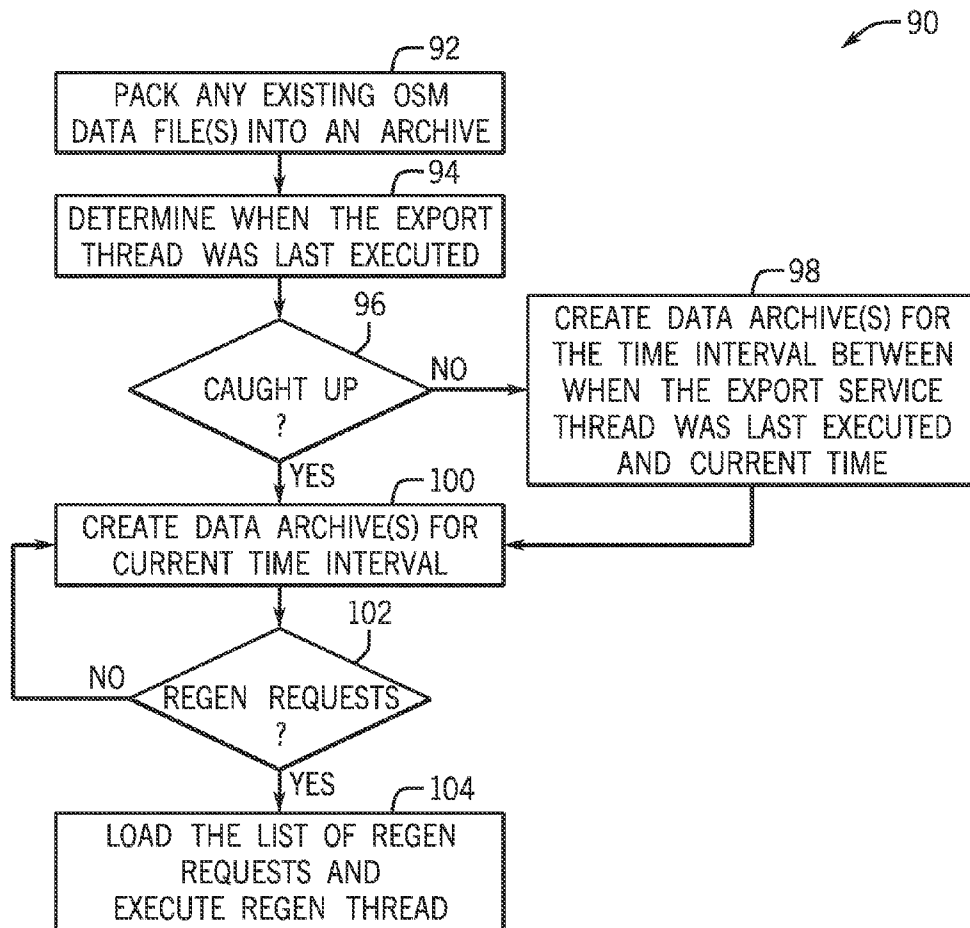 90
92
PACK ANY EXISTING OSM
DATA FILE(S) INTO AN ARCHIVE
94
DETERMINE WHEN THE EXPORT
THREAD WAS LAST EXECUTED
96
CAUGHT UP
?
NO
YES
98
CREATE DATA ARCHIVE(S) FOR
THE TIME INTERVAL BETWEEN
WHEN THE EXPORT SERVICE
THREAD WAS LAST EXECUTED
AND CURRENT TIME
100
CREATE DATA ARCHIVE(S) FOR
CURRENT TIME INTERVAL
102
REGEN REQUESTS
?
NO
YES
104
LOAD THE LIST OF REGEN
REQUESTS AND
EXECUTE REGEN THREAD